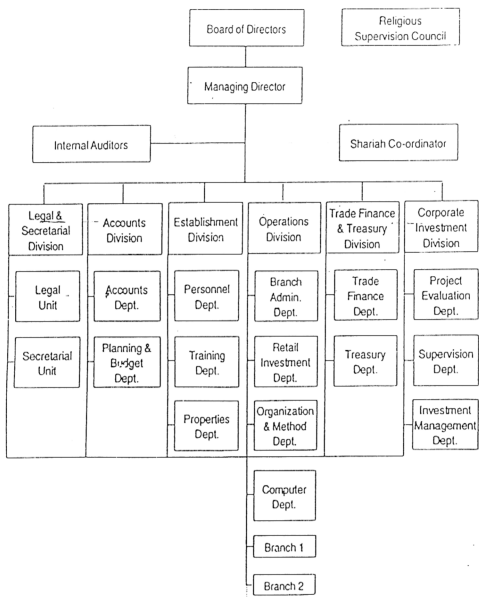 Board of Directors
Religious
Supervision Council
Managing Director
Internal Auditors
Shariah Co-ordinator
Legal &
Secretarial
Division
Accounts
Division
Establishment
Division
Operations
Division
Trade Finance
& Treasury
Division
Corporate
Investment
Division
Legal
Unit
Accounts
Dept.
Personnel
Dept.
Branch
Admin.
Dept.
Trade
Finance
Dept.
Project
Evaluation
Dept.
Secretarial
Unit
Planning &
Budget
Dept.
Training
Dept.
Retail
Investment
Dept.
Treasury
Dept.
Supervision
Dept.
Properties
Dept.
Organization
& Method
Dept.
Investment
Management
Dept.
Computer
Dept.
Branch 1
Branch 2